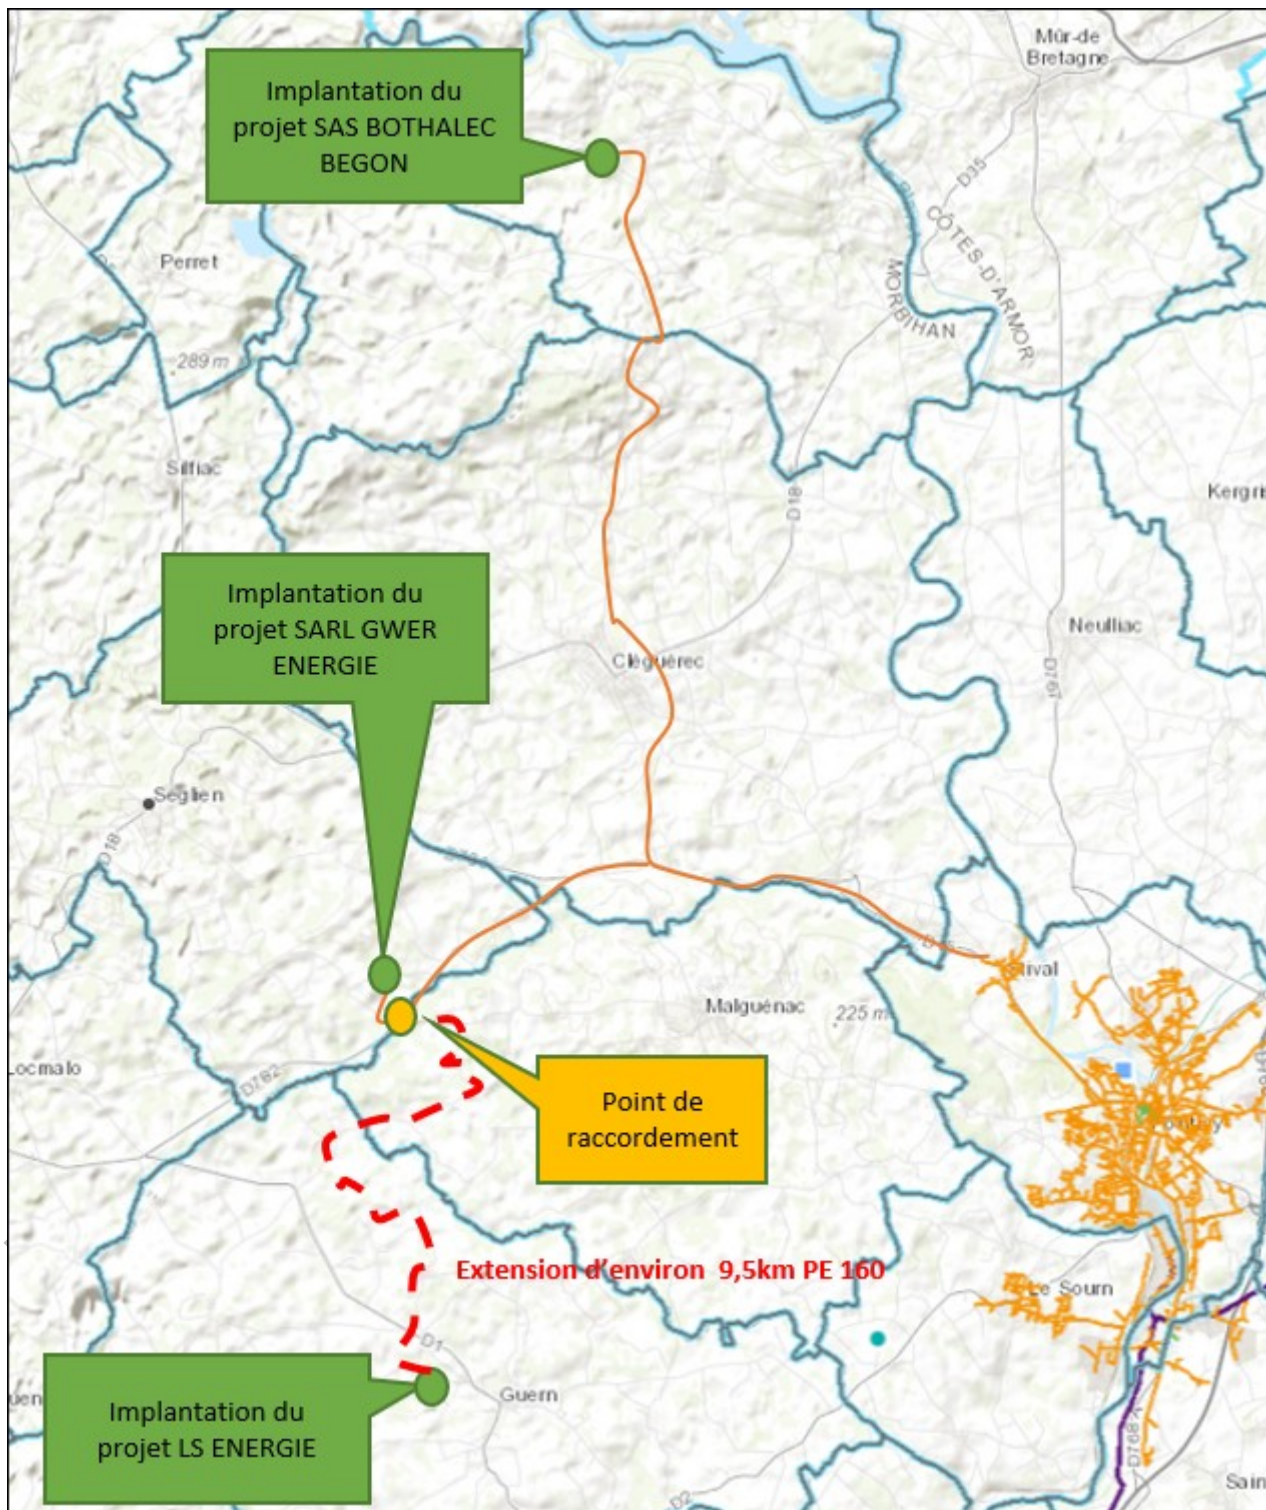 Mûr-de
Bretagne
Implantation du
projet SAS BOTHALEC
BEGON
D35
CÔTES-D'ARMOR
MORBIHAN
Perret
289 m
Silfiac
D18
Implantation du
projet SARL GWER
ENERGIE
Cléguérec
Neulliac
D767
Séglien
D18
Stival
Malguénac
225 m
Locmalo
D782
Point de
raccordement
Extension d'environ 9,5km PE 160
Le Sourn
D1
Guern
Implantation du
projet LS ENERGIE
D768
D2